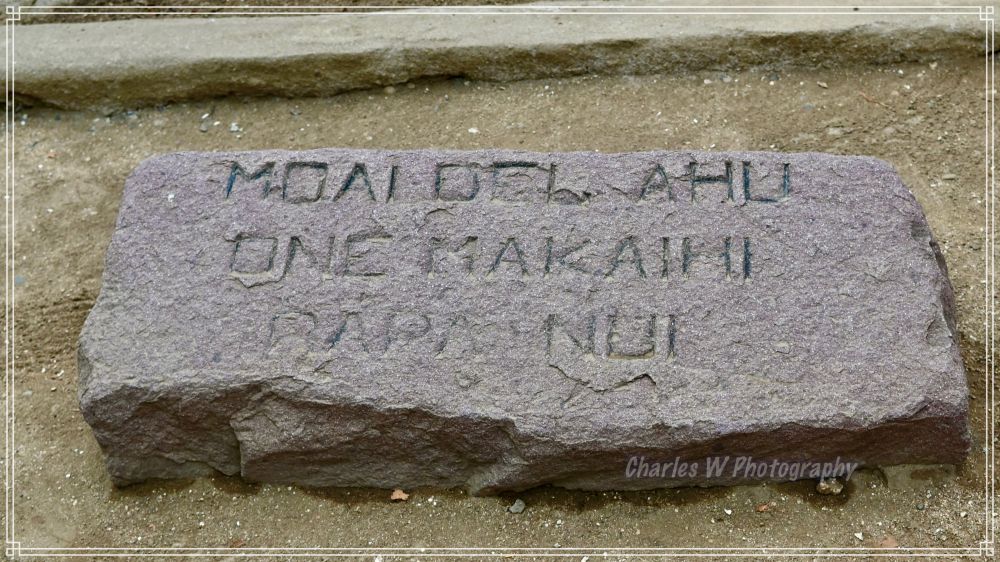 MOAI DEL AHU
ONE MAKAIHI
RAPA NUI
Charles W Photography